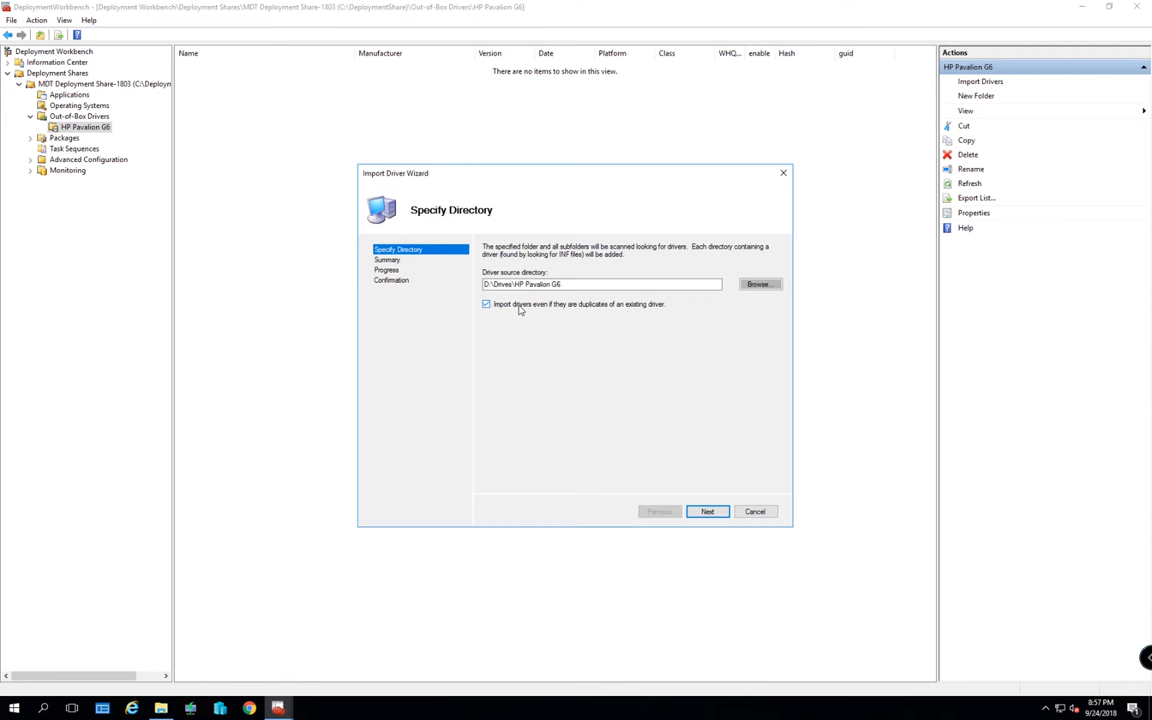 DeploymentWorkbench - [Deployment Workbench\Deployment Shares\MDT Deployment Share-1803 (C:\DeploymentShare)\Out-of-Box Drivers\HP Pavalion G6]
File Action View Help
Deployment Workbench
Information Center
Deployment Shares
MDT Deployment Share-1803 (C:\Deploym
Applications
Operating Systems
Out-of-Box Drivers
HP Pavalion G6
Packages
Task Sequences
Advanced Configuration
Monitoring
Name Manufacturer Version Date Platform Class WHQ... enable Hash guid
There are no items to show in this view.
Import Driver Wizard
Specify Directory
Specify Directory
Summary
Progress
Confirmation
The specified folder and all subfolders will be scanned looking for drivers. Each directory containing a
driver (found by looking for INF files) will be added.
Driver source directory:
D:\Drives\HP Pavalion G6
Browse...
Import drivers even if they are duplicates of an existing driver.
Previous Next Cancel
Actions
HP Pavalion G6
Import Drivers
New Folder
View
Cut
Copy
Delete
Rename
Refresh
Export List...
Properties
Help
8:57 PM
9/24/2018
1